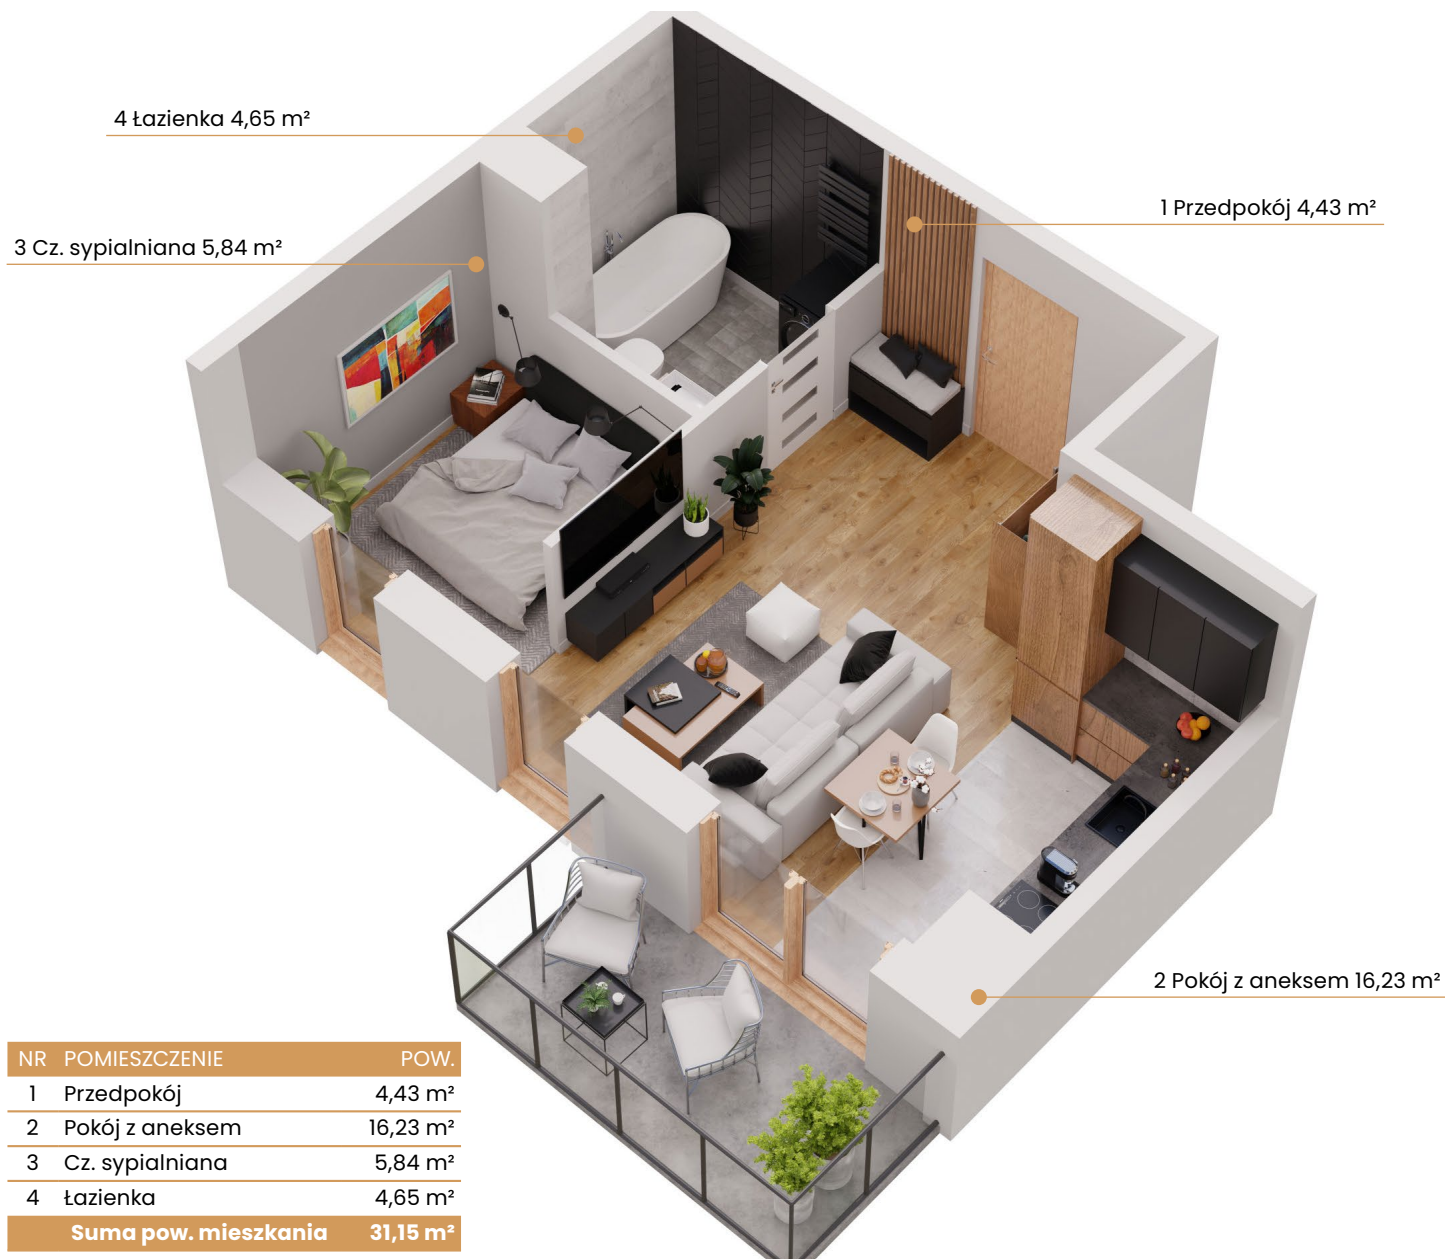 4 Łazienka 4,65 m²
1 Przedpokój 4,43 m²
3 Cz. sypialniana 5,84 m²
2 Pokój z aneksem 16,23 m²
NR POMIESZCZENIE POW.
1 Przedpokój 4,43 m²
2 Pokój z aneksem 16,23 m²
3 Cz. sypialniana 5,84 m²
4 Łazienka 4,65 m²
Suma pow. mieszkania 31,15 m²